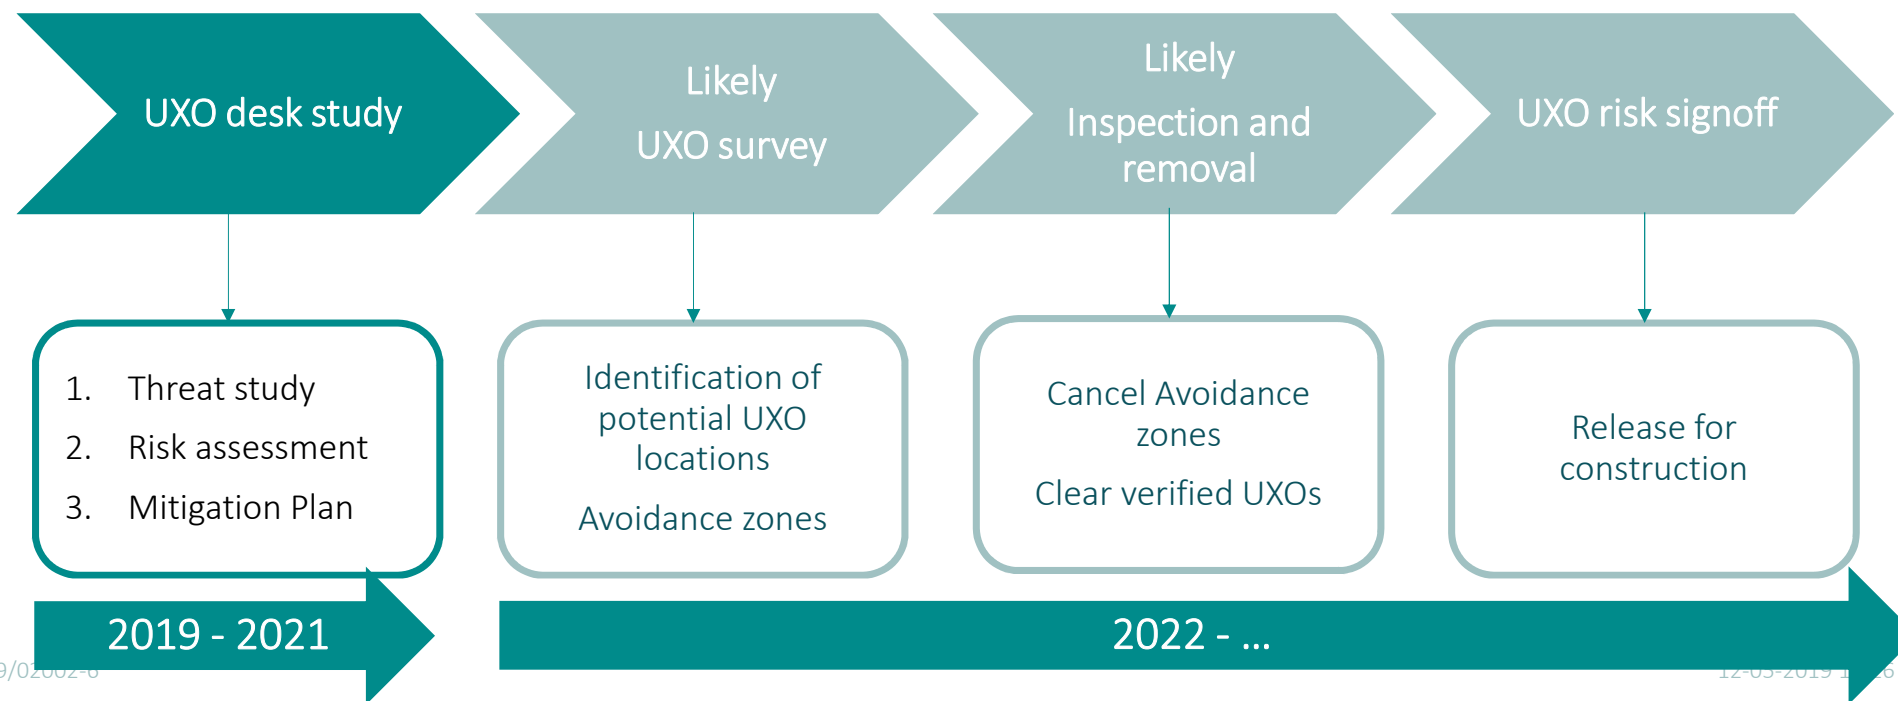 UXO desk study
Likely
UXO survey
Likely
Inspection and
removal
UXO risk signoff
1. Threat study
2. Risk assessment
3. Mitigation Plan
Identification of
potential UXO
locations
Avoidance zones
Cancel Avoidance
zones
Clear verified UXOs
Release for
construction
2019 - 2021
2022 - ...